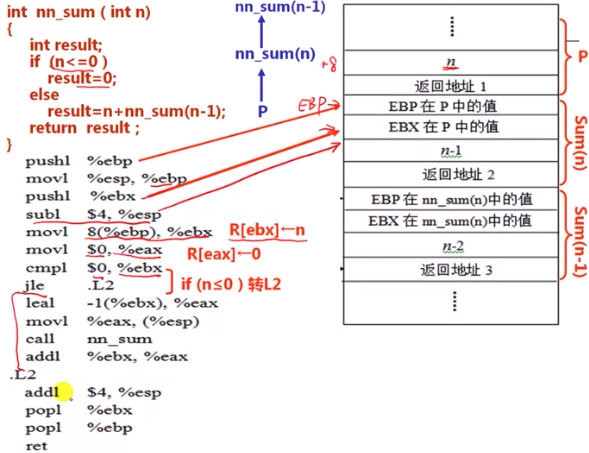 int nn_sum ( int n)
{
int result;
if (n<=0 )
result=0;
else
result=n+nn_sum(n-1);
return result ;
}
pushl %ebp
movl %esp, %ebp
pushl %ebx
subl $4, %esp
movl 8(%ebp), %ebx R[ebx]←n
movl $0, %eax R[eax]←0
cmpl $0, %ebx
jle .L2 if (n≤0 ) 转L2
leal -1(%ebx), %eax
movl %eax, (%esp)
call nn_sum
addl %ebx, %eax
.L2
addl $4, %esp
popl %ebx
popl %ebp
ret
nn_sum(n-1)
nn_sum(n)
P
+8
EBP
n
返回地址 1
EBP 在 P 中的值
EBX 在 P 中的值
n-1
返回地址 2
EBP 在 nn_sum(n)中的值
EBX 在 nn_sum(n)中的值
n-2
返回地址 3
P
Sum(n)
Sum(n-1)